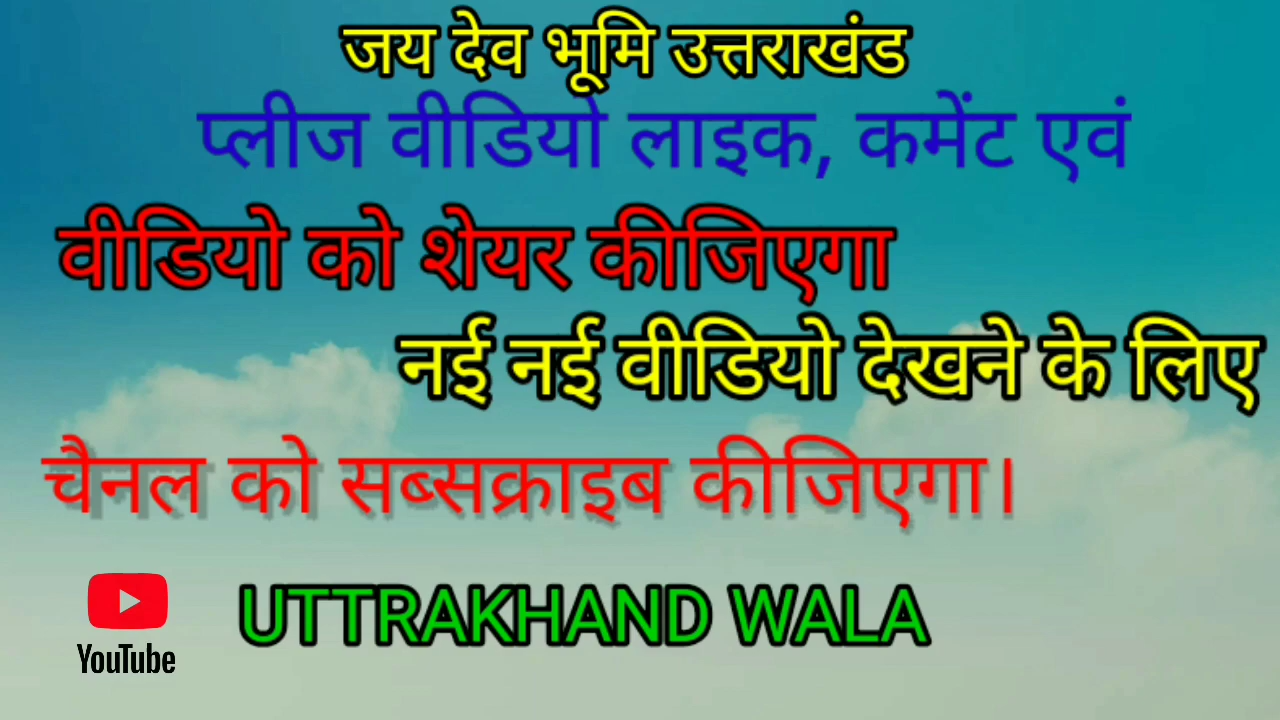 जय देव भूमि उत्तराखंड
प्लीज वीडियो लाइक, कमेंट एवं
वीडियो को शेयर कीजिएगा
नई नई वीडियो देखने के लिए
चैनल को सब्सक्राइब कीजिएगा।
UTTRAKHAND WALA
YouTube